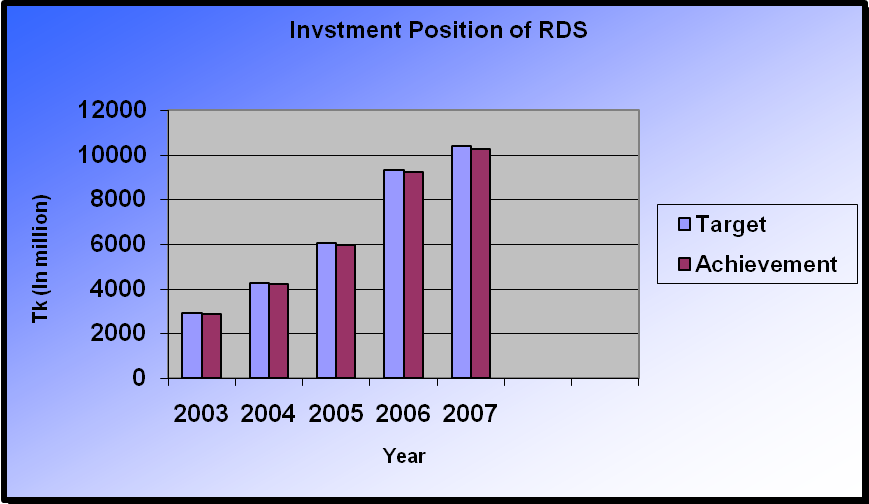 Invstment Position of RDS
12000
10000
8000
6000
4000
2000
0
Tk (In million)
2003 2004 2005 2006 2007
Year
Target
Achievement